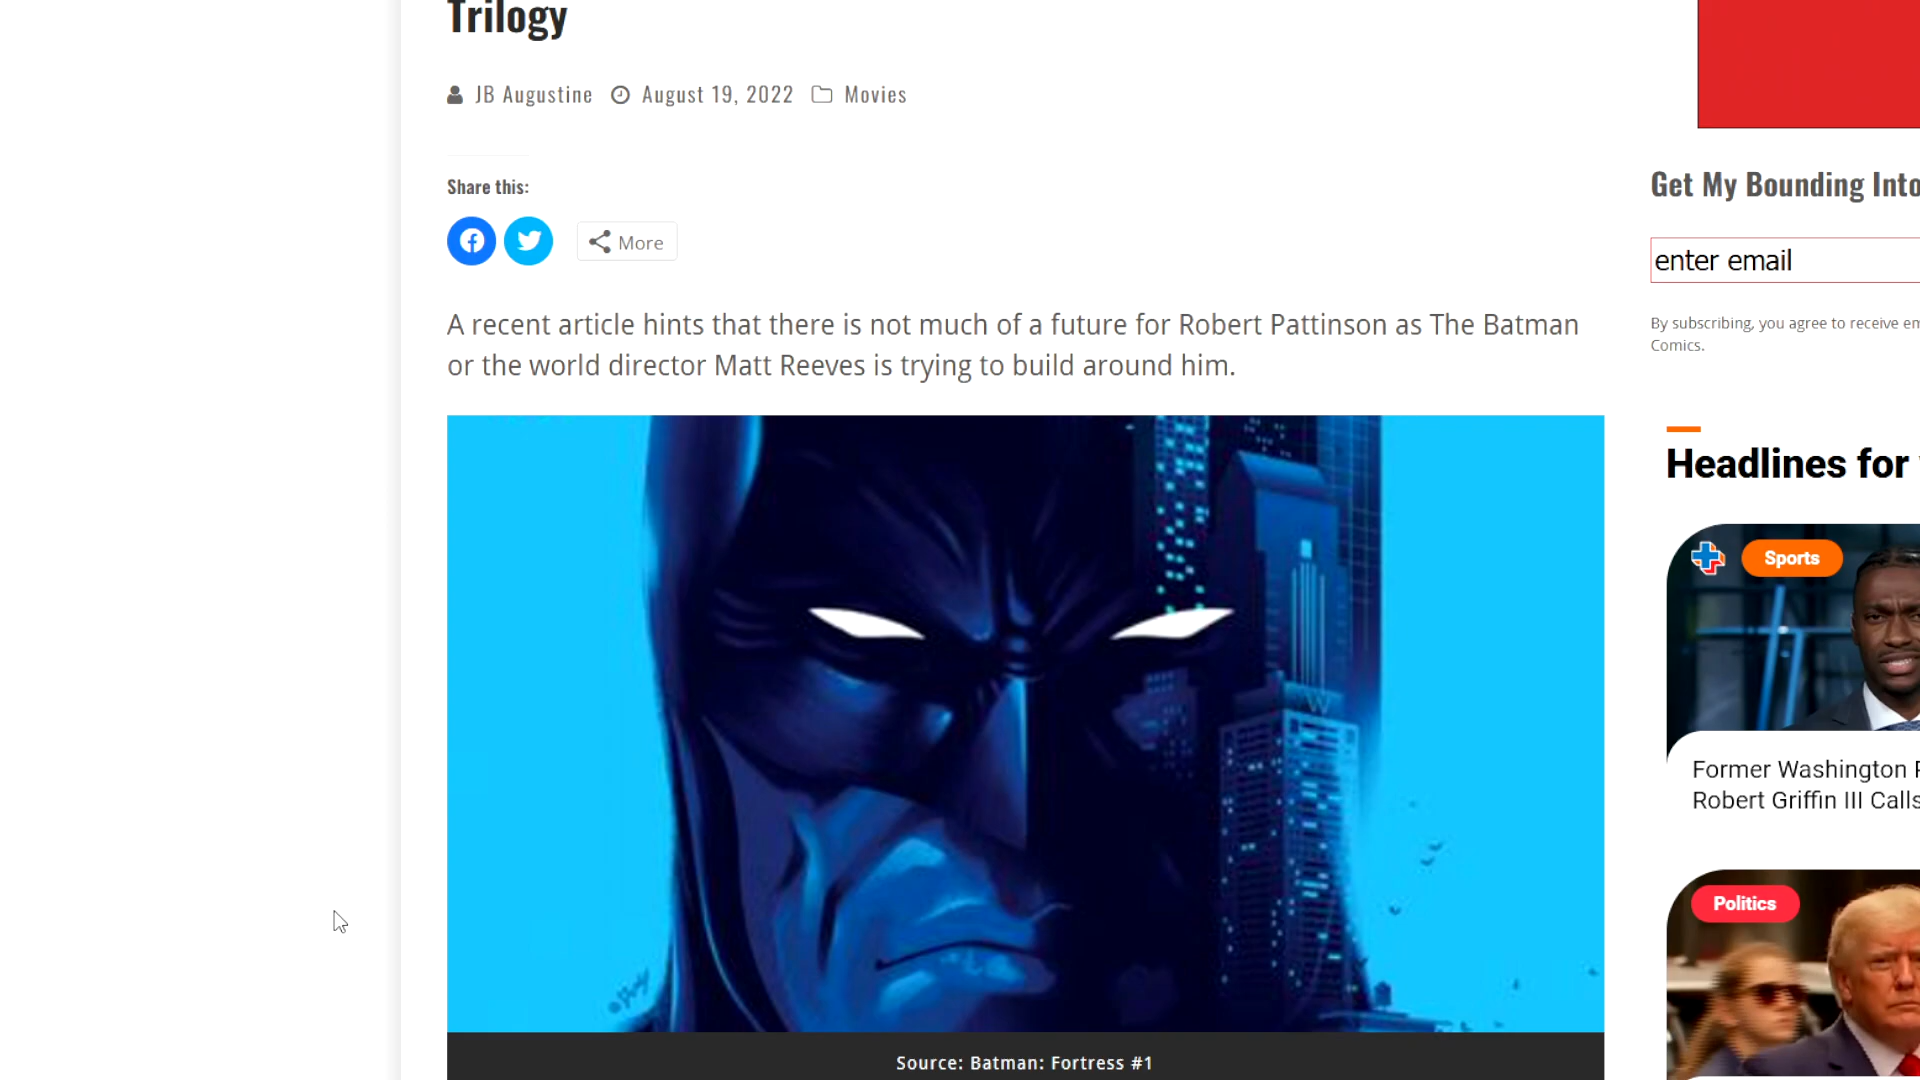 Trilogy
JB Augustine August 19, 2022 Movies
Share this:
More
A recent article hints that there is not much of a future for Robert Pattinson as The Batman
or the world director Matt Reeves is trying to build around him.
Source: Batman: Fortress #1
Get My Bounding Into
enter email
By subscribing, you agree to receive em
Comics.
Headlines for
Sports
Former Washington
Robert Griffin III Calls
Politics